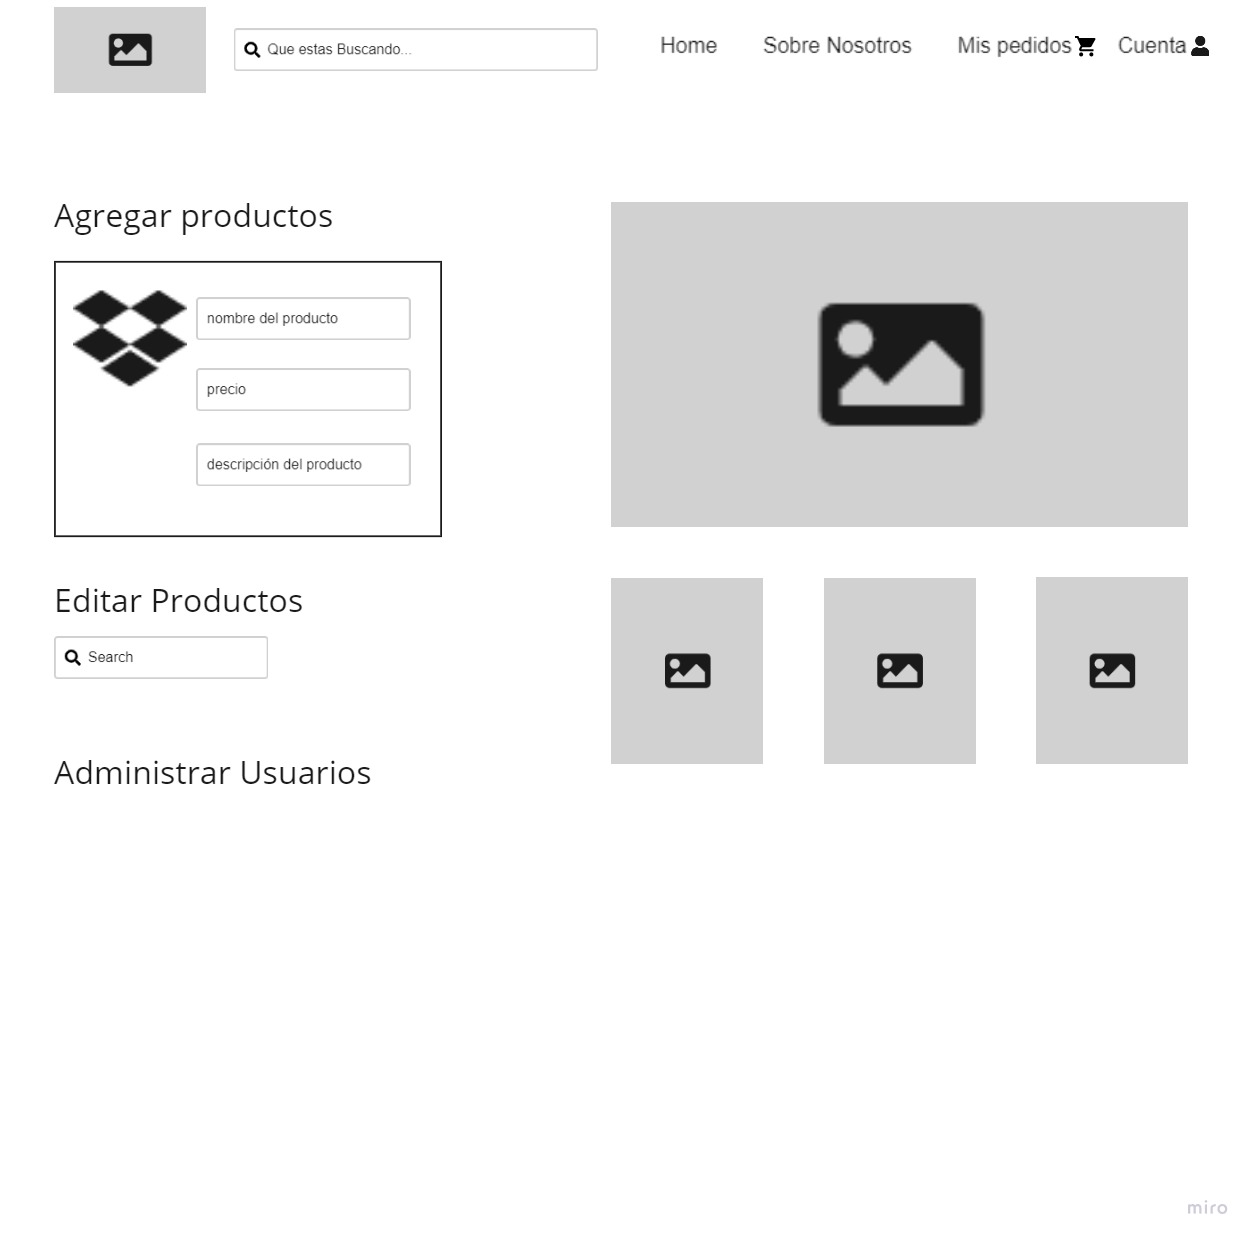 Que estas Buscando...
Home
Sobre Nosotros
Mis pedidos
Cuenta
Agregar productos
nombre del producto
precio
descripción del producto
Editar Productos
Search
Administrar Usuarios
miro